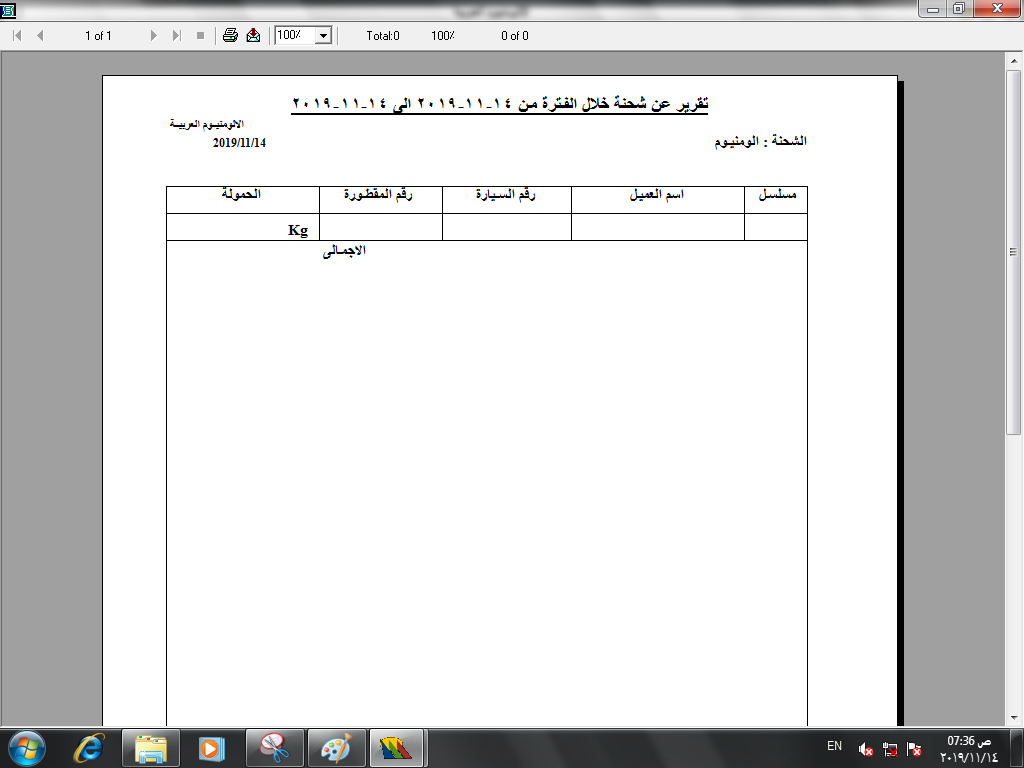 1 of 1
100%
Total:0
100%
0 of 0
تقرير عن شحنة خلال الفترة من ١٤-١١-٢٠١٩ الى ١٤-١١-٢٠١٩
الالومنيوم العربية
2019/11/14
الشحنة : الومنيوم
مسلسل
اسم العميل
رقم السيارة
رقم المقطورة
الحمولة
Kg
الاجمالى
EN
07:36 ص
٢٠١٩/١١/١٤